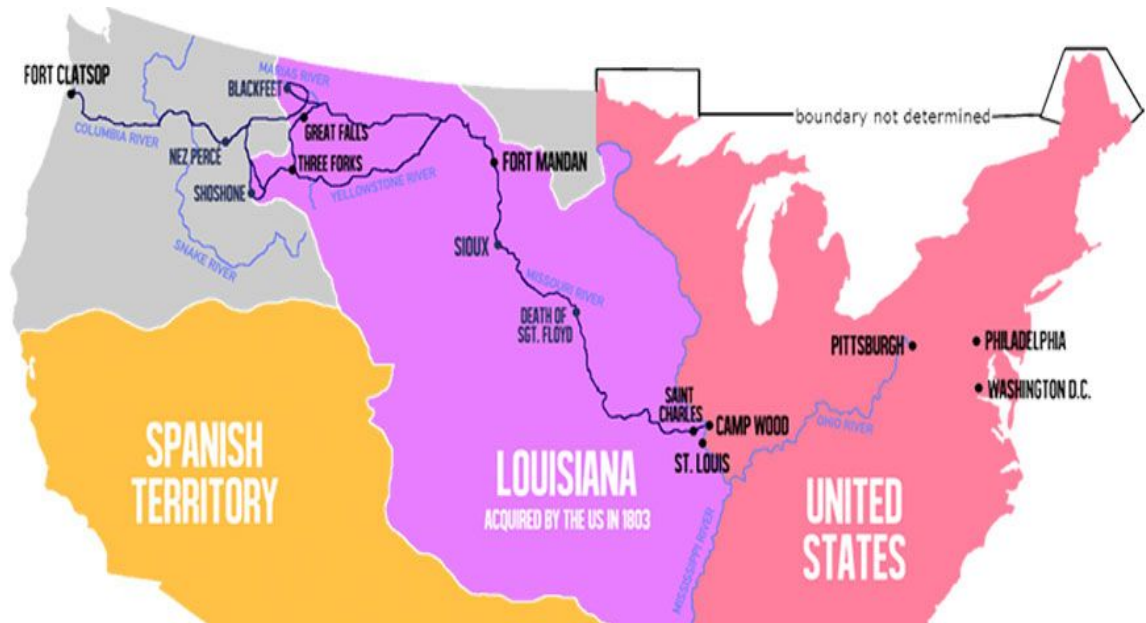 FORT CLATSOP
MARIAS RIVER
BLACKFEET
COLUMBIA RIVER
GREAT FALLS
NEZ PERCE
THREE FORKS
SHOSHONE
YELLOWSTONE RIVER
FORT MANDAN
boundary not determined
SNAKE RIVER
SIOUX
MISSOURI RIVER
DEATH OF
SGT. FLOYD
PITTSBURGH
PHILADELPHIA
WASHINGTON D.C.
SAINT
CHARLES
CAMP WOOD
OHIO RIVER
ST. LOUIS
SPANISH
TERRITORY
LOUISIANA
ACQUIRED BY THE US IN 1803
UNITED
STATES
MISSISSIPPI RIVER